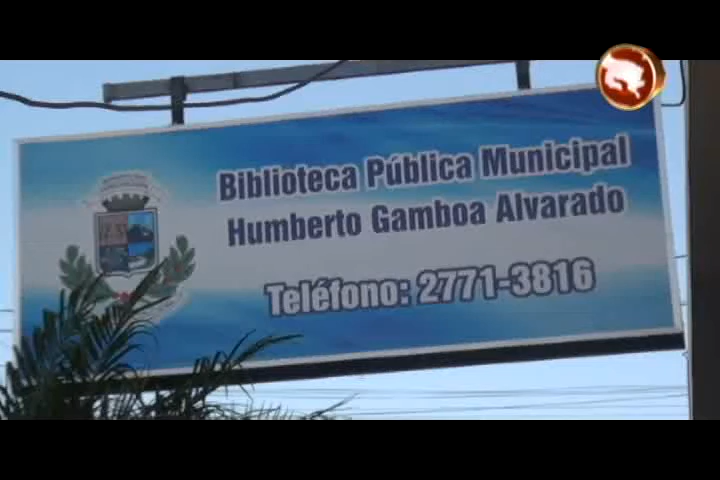 Biblioteca Pública Municipal
Humberto Gamboa Alvarado
Teléfono: 2771-3816